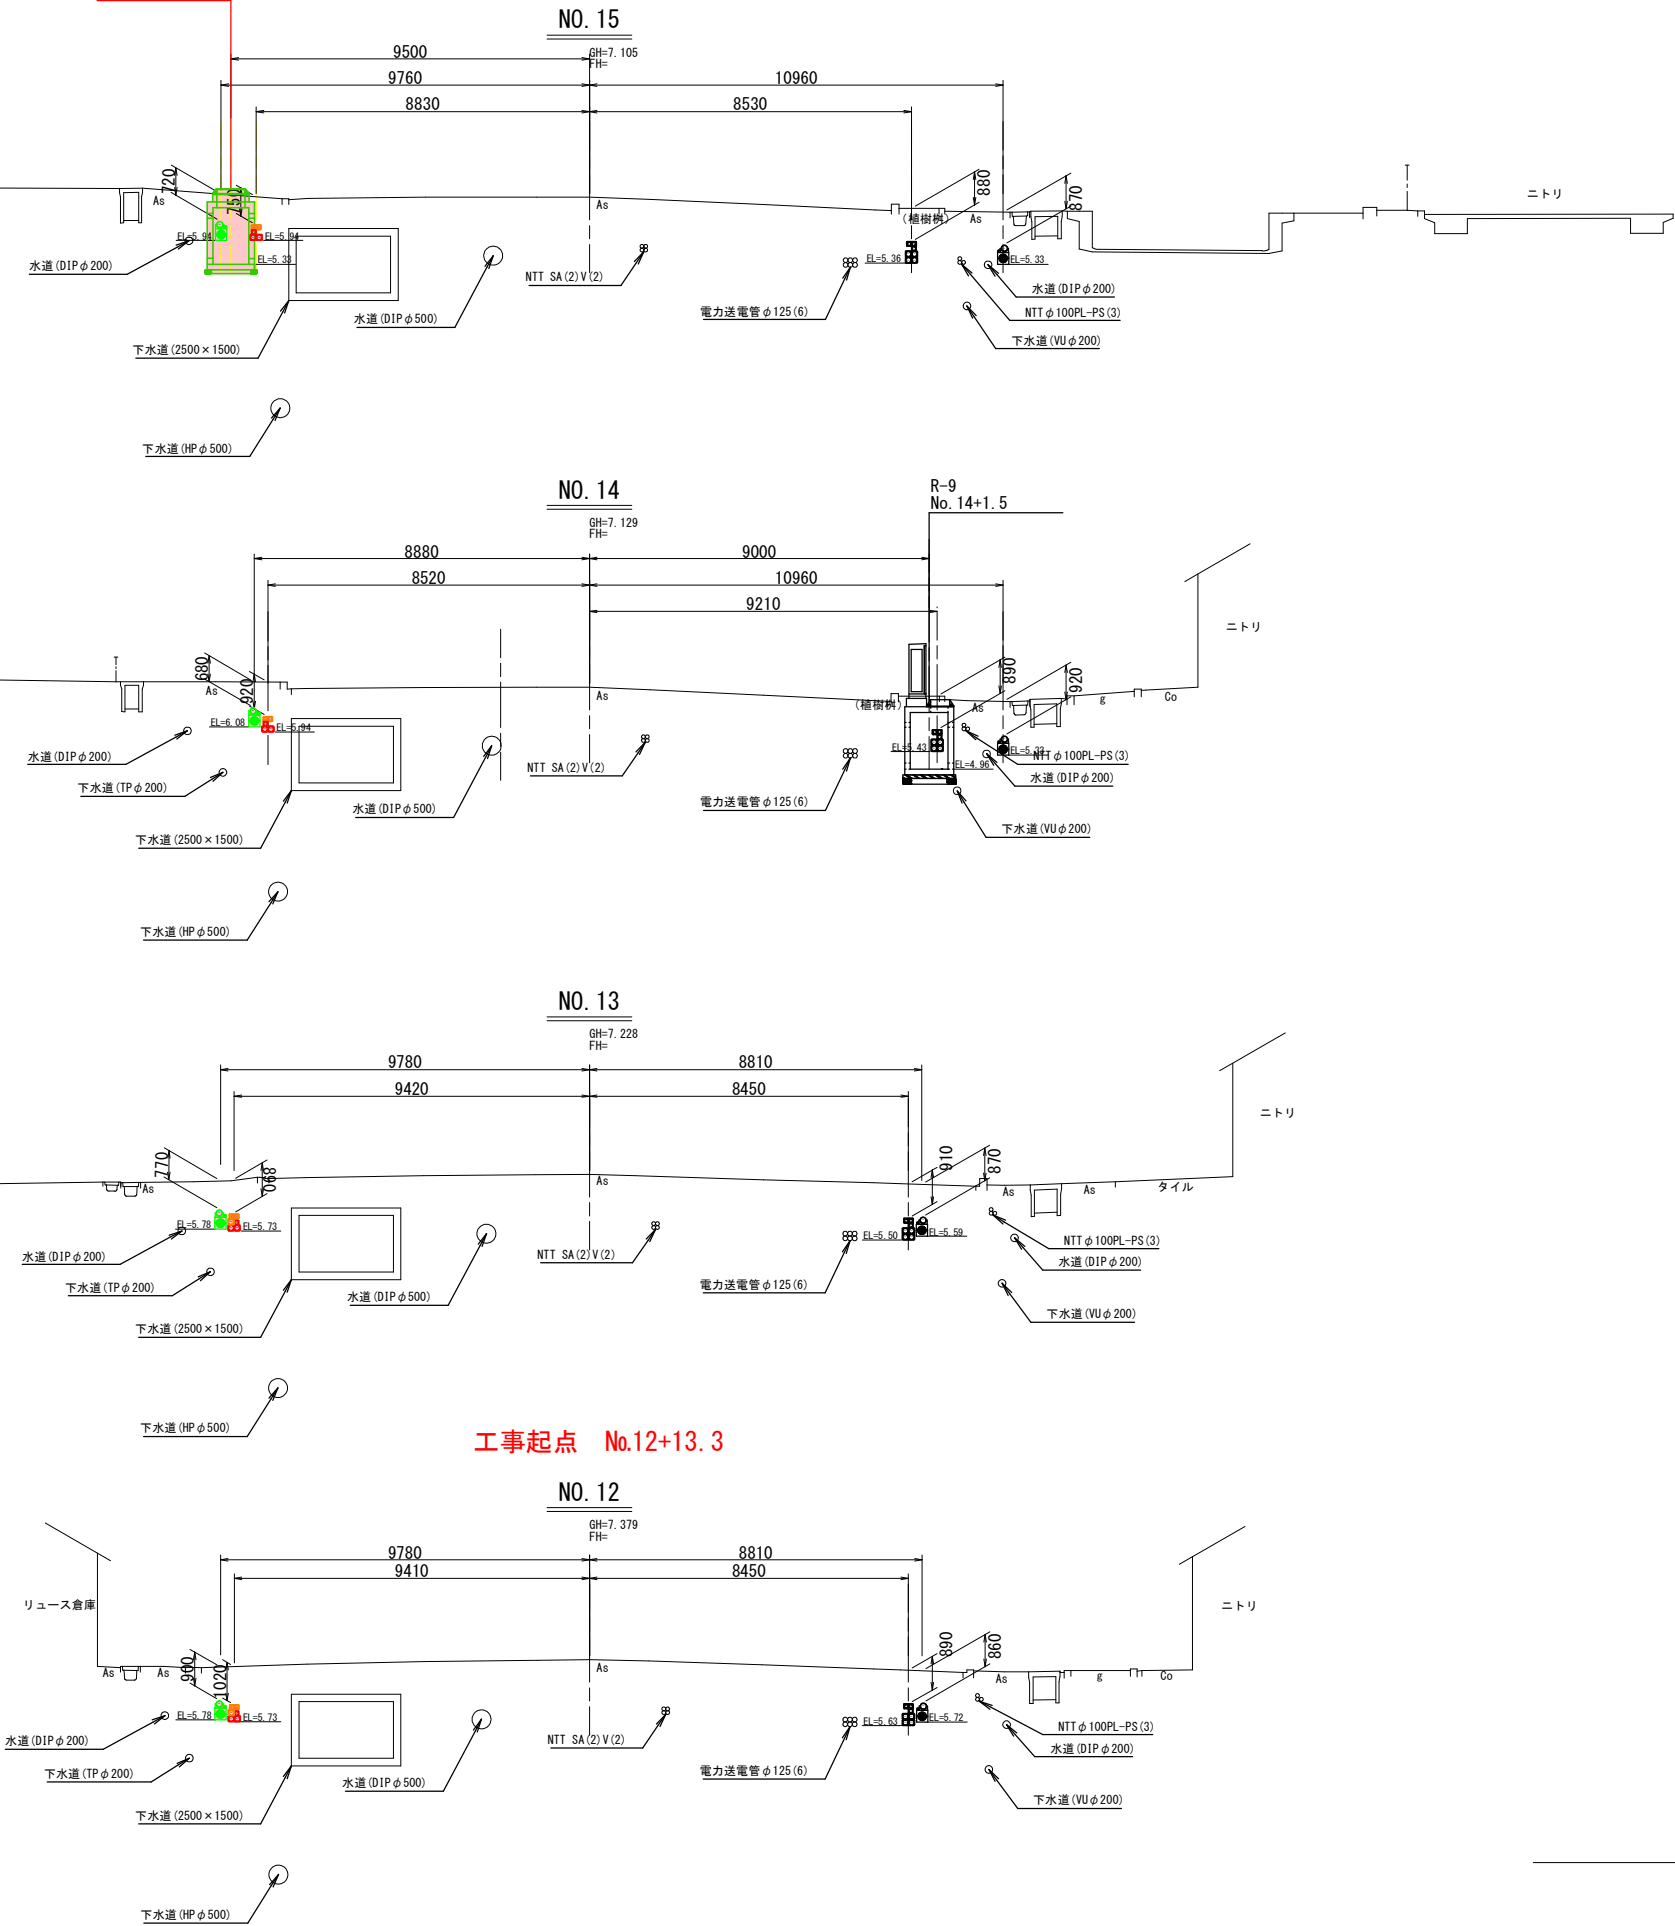 NO. 15
GH=7.105
FH=
9500
9760
10960
8830
8530
720
750
880
870
As
As
(植樹桝)
As
ニトリ
EL=5.94
EL=5.94
EL=5.33
EL=5.36
EL=5.33
水道(DIPφ200)
NTT SA(2)V(2)
水道(DIPφ200)
水道(DIPφ500)
電力送電管φ125(6)
NTTφ100PL-PS(3)
下水道(2500×1500)
下水道(VUφ200)
下水道(HPφ500)
NO. 14
R-9
No. 14+1.5
GH=7.129
FH=
8880
9000
8520
10960
9210
ニトリ
680
920
890
920
As
As
(植樹桝)
As
g
Co
EL=6.08
EL=5.94
EL=5.43
EL=5.33
EL=4.96
水道(DIPφ200)
NTT SA(2)V(2)
NTTφ100PL-PS(3)
水道(DIPφ200)
下水道(TPφ200)
水道(DIPφ500)
電力送電管φ125(6)
下水道(2500×1500)
下水道(VUφ200)
下水道(HPφ500)
NO. 13
GH=7.228
FH=
9780
8810
9420
8450
ニトリ
770
890
910
870
As
As
As
As
タイル
EL=5.78
EL=5.73
EL=5.50
EL=5.59
水道(DIPφ200)
NTT SA(2)V(2)
NTTφ100PL-PS(3)
水道(DIPφ200)
下水道(TPφ200)
水道(DIPφ500)
電力送電管φ125(6)
下水道(2500×1500)
下水道(VUφ200)
下水道(HPφ500)
工事起点 No.12+13.3
NO. 12
GH=7.379
FH=
9780
8810
9410
8450
リュース倉庫
ニトリ
900
1020
890
860
As
As
As
As
g
Co
EL=5.78
EL=5.73
EL=5.63
EL=5.72
水道(DIPφ200)
NTT SA(2)V(2)
NTTφ100PL-PS(3)
水道(DIPφ200)
下水道(TPφ200)
水道(DIPφ500)
電力送電管φ125(6)
下水道(2500×1500)
下水道(VUφ200)
下水道(HPφ500)